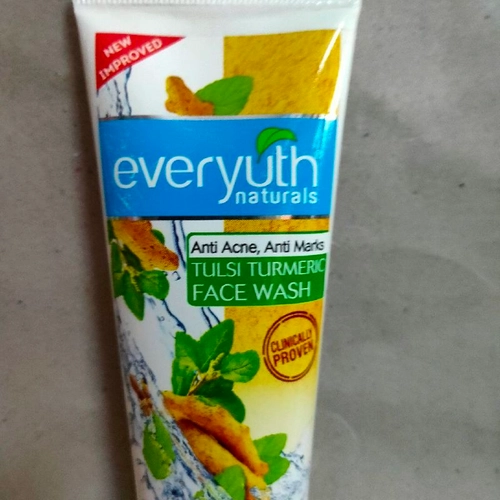 NEW
IMPROVED
everyuth
naturals
Anti Acne, Anti Marks
TULSI TURMERIC
FACE WASH
CLINICALLY
PROVEN